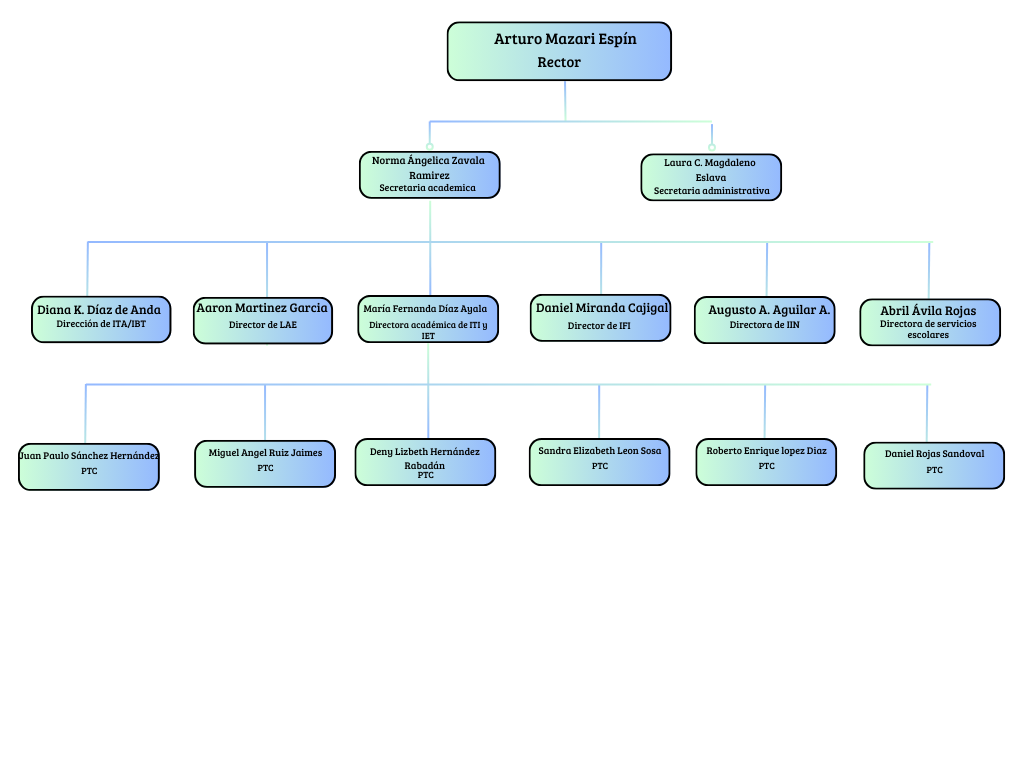 Arturo Mazari Espín
Rector
Norma Ángelica Zavala
Ramirez
Secretaria academica
Laura C. Magdaleno
Eslava
Secretaria administrativa
Diana K. Díaz de Anda
Dirección de ITA/IBT
Aaron Martinez Garcia
Director de LAE
María Fernanda Díaz Ayala
Directora académica de ITI y
IET
Daniel Miranda Cajigal
Director de IFI
Augusto A. Aguilar A.
Directora de IIN
Abril Ávila Rojas
Directora de servicios
escolares
Juan Paulo Sánchez Hernández
PTC
Miguel Angel Ruiz Jaimes
PTC
Deny Lizbeth Hernández
Rabadán
PTC
Sandra Elizabeth Leon Sosa
PTC
Roberto Enrique lopez Diaz
PTC
Daniel Rojas Sandoval
PTC